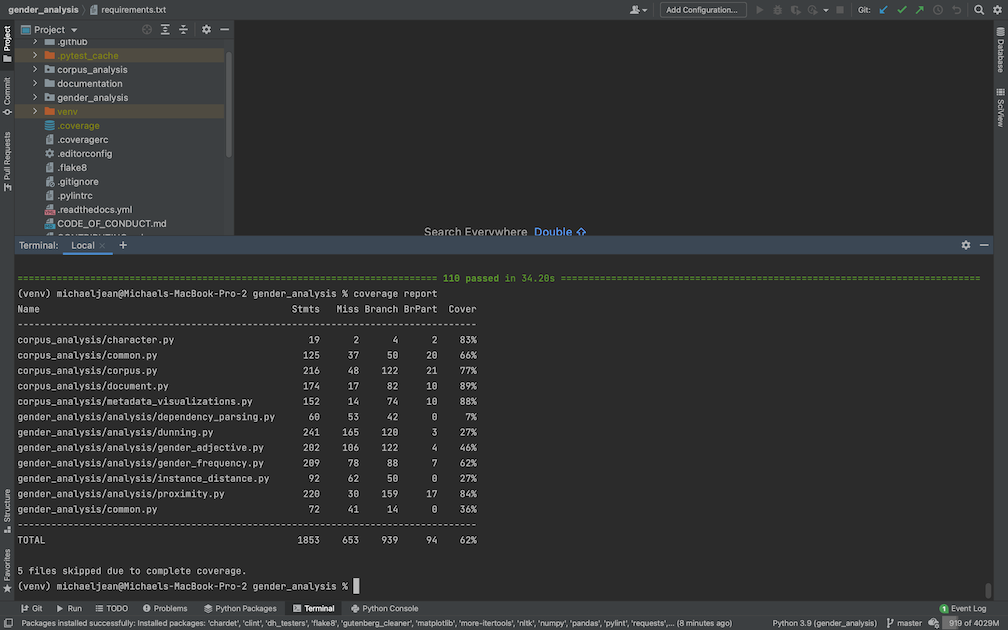 gender_analysis requirements.txt Add Configuration... Git:
Project
.github
.pytest_cache
corpus_analysis
documentation
gender_analysis
venv
.coverage
.coveragerc
.editorconfig
.flake8
.gitignore
.pylintrc
.readthedocs.yml
CODE_OF_CONDUCT.md
Project
Commit
Pull Requests
Structure
Favorites
Database
SciView
Search Everywhere Double ⇧
Terminal: Local × +
110 passed in 34.20s
(venv) michaeljean@Michaels-MacBook-Pro-2 gender_analysis % coverage report
Name Stmts Miss Branch BrPart Cover
corpus_analysis/character.py 19 2 4 2 83%
corpus_analysis/common.py 125 37 50 20 66%
corpus_analysis/corpus.py 216 48 122 21 77%
corpus_analysis/document.py 174 17 82 10 89%
corpus_analysis/metadata_visualizations.py 152 14 74 10 88%
gender_analysis/analysis/dependency_parsing.py 60 53 42 0 7%
gender_analysis/analysis/dunning.py 241 165 120 3 27%
gender_analysis/analysis/gender_adjective.py 202 106 122 4 46%
gender_analysis/analysis/gender_frequency.py 209 78 88 7 62%
gender_analysis/analysis/instance_distance.py 92 62 50 0 27%
gender_analysis/analysis/proximity.py 220 30 159 17 84%
gender_analysis/common.py 72 41 14 0 36%
TOTAL 1853 653 939 94 62%
5 files skipped due to complete coverage.
(venv) michaeljean@Michaels-MacBook-Pro-2 gender_analysis %
Git Run TODO Problems Python Packages Terminal Python Console 1 Event Log
Packages installed successfully: Installed packages: 'chardet', 'clint', 'dh_testers', 'flake8', 'gutenberg_cleaner', 'matplotlib', 'more-itertools', 'nltk', 'numpy', 'pandas', 'pylint', 'requests',... (8 minutes ago) Python 3.9 (gender_analysis) master 919 of 4029M